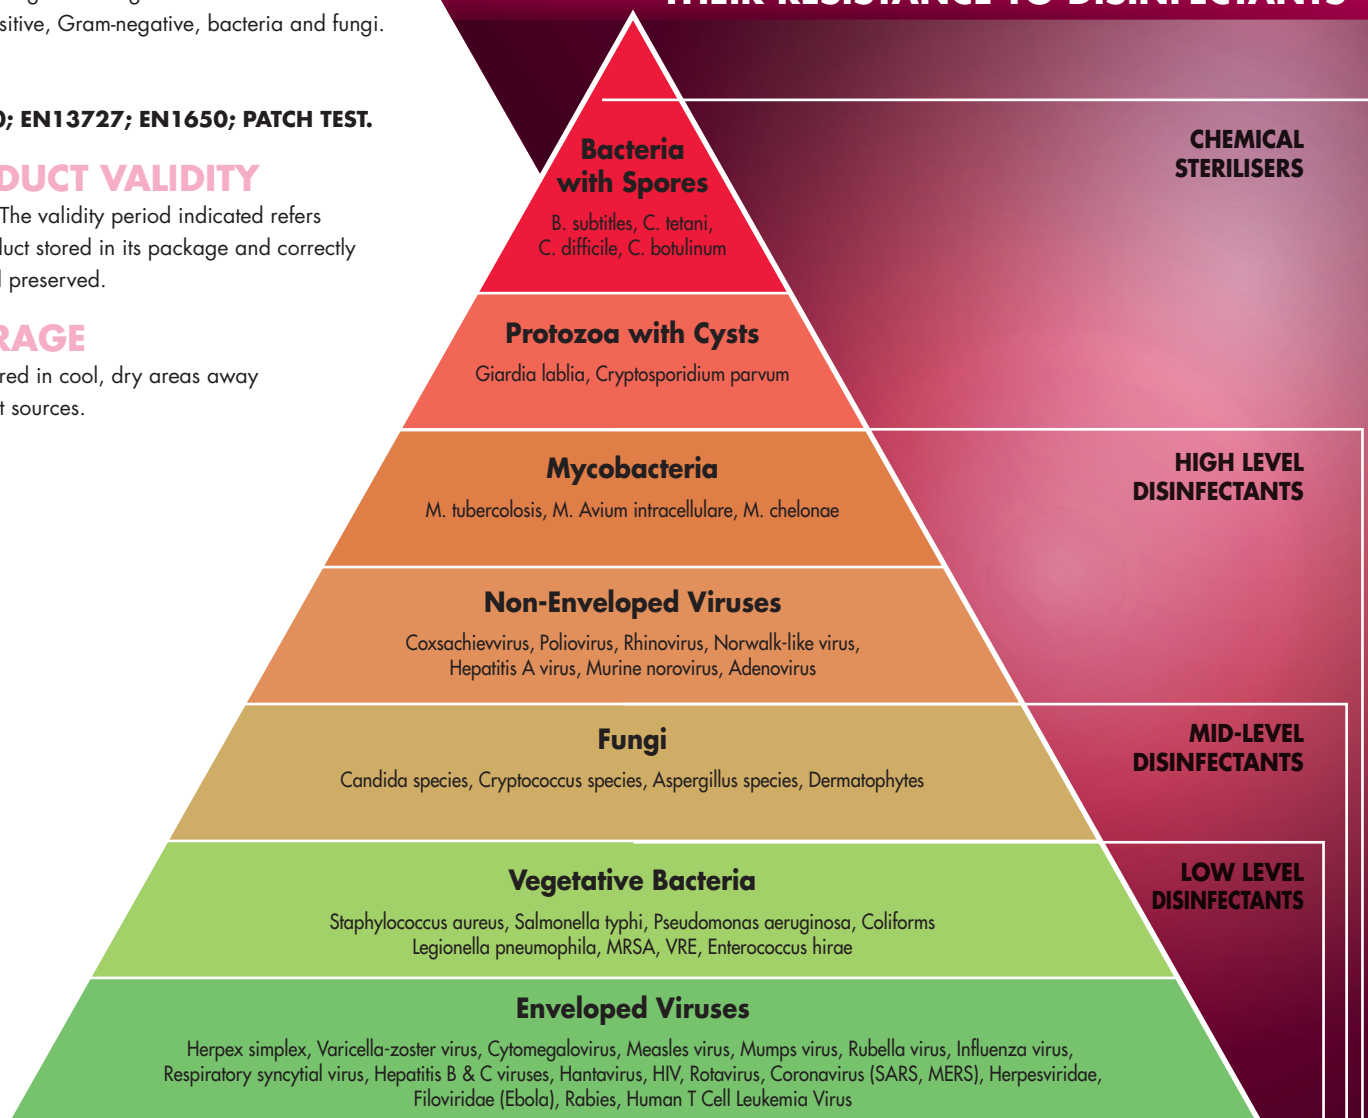 THEIR RESISTANCE TO DISINFECTANTS
sitive, Gram-negative, bacteria and fungi.
0; EN13727; EN1650; PATCH TEST.
DUCT VALIDITY
The validity period indicated refers
duct stored in its package and correctly
d preserved.
RAGE
red in cool, dry areas away
t sources.
Bacteria
with Spores
B. subtitles, C. tetani,
C. difficile, C. botulinum
Protozoa with Cysts
Giardia lablia, Cryptosporidium parvum
Mycobacteria
M. tubercolosis, M. Avium intracellulare, M. chelonae
Non-Enveloped Viruses
Coxsachievvirus, Poliovirus, Rhinovirus, Norwalk-like virus,
Hepatitis A virus, Murine norovirus, Adenovirus
Fungi
Candida species, Cryptococcus species, Aspergillus species, Dermatophytes
Vegetative Bacteria
Staphylococcus aureus, Salmonella typhi, Pseudomonas aeruginosa, Coliforms
Legionella pneumophila, MRSA, VRE, Enterococcus hirae
Enveloped Viruses
Herpex simplex, Varicella-zoster virus, Cytomegalovirus, Measles virus, Mumps virus, Rubella virus, Influenza virus,
Respiratory syncytial virus, Hepatitis B & C viruses, Hantavirus, HIV, Rotavirus, Coronavirus (SARS, MERS), Herpesviridae,
Filoviridae (Ebola), Rabies, Human T Cell Leukemia Virus
CHEMICAL
STERILISERS
HIGH LEVEL
DISINFECTANTS
MID-LEVEL
DISINFECTANTS
LOW LEVEL
DISINFECTANTS